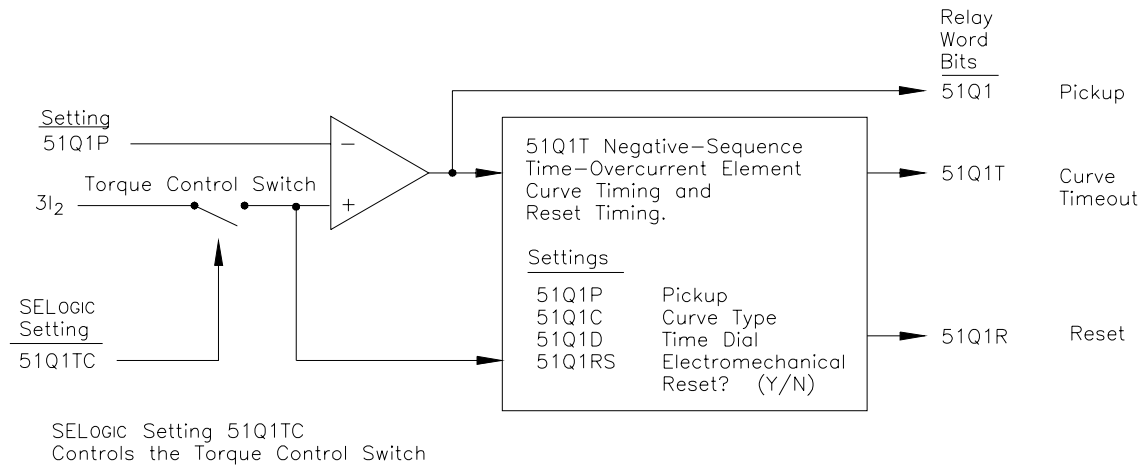 Relay
Word
Bits
51Q1 Pickup
Setting
51Q1P
−
Torque Control Switch
3I₂
+
51Q1T Negative−Sequence
Time−Overcurrent Element
Curve Timing and
Reset Timing.
51Q1T Curve
Timeout
Settings
51Q1P Pickup
51Q1C Curve Type
51Q1D Time Dial
51Q1RS Electromechanical
Reset? (Y/N)
51Q1R Reset
SELOGIC
Setting
51Q1TC
SELOGIC Setting 51Q1TC
Controls the Torque Control Switch